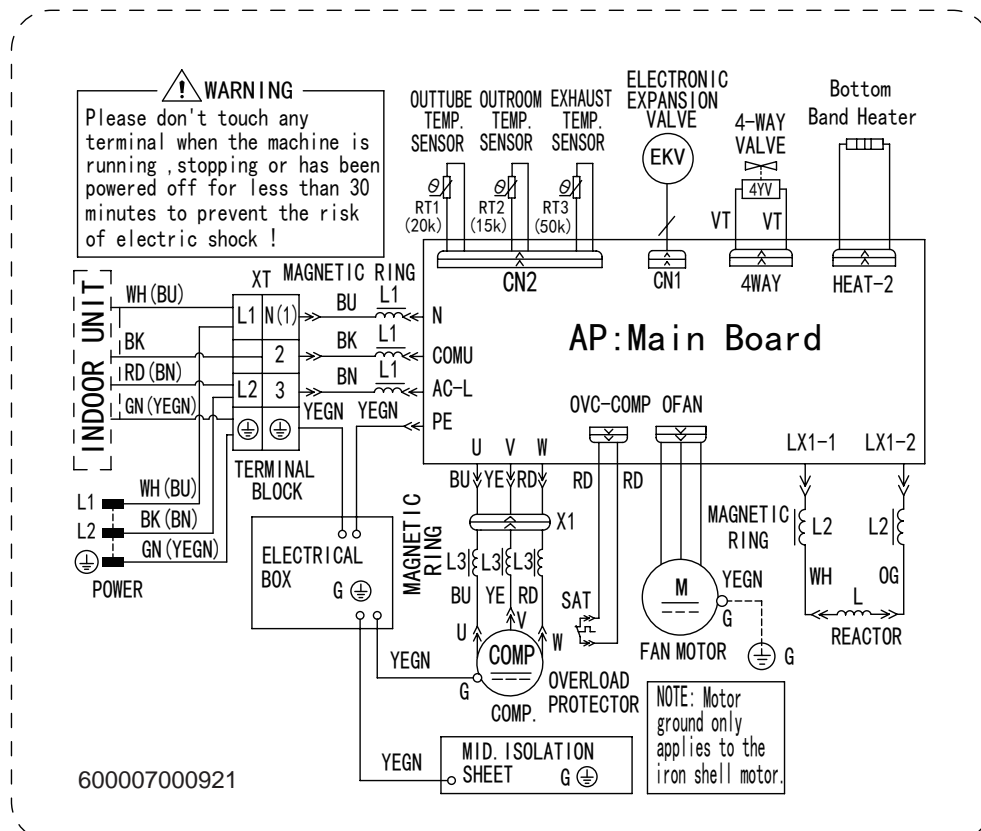 WARNING
Please don't touch any
terminal when the machine is
running ,stopping or has been
powered off for less than 30
minutes to prevent the risk
of electric shock !
OUTTUBE
TEMP.
SENSOR
OUTROOM
TEMP.
SENSOR
EXHAUST
TEMP.
SENSOR
ELECTRONIC
EXPANSION
VALVE
4-WAY
VALVE
Bottom
Band Heater
θ
RT1
(20k)
θ
RT2
(15k)
θ
RT3
(50k)
EKV
4YV
VT
VT
CN2
CN1
4WAY
HEAT-2
AP:Main Board
INDOOR UNIT
WH(BU)
BK
RD(BN)
GN(YEGN)
XT
L1
N(1)
2
L2
3
TERMINAL
BLOCK
MAGNETIC RING
BU
L1
N
BK
L1
COMU
BN
L1
AC-L
YEGN
YEGN
PE
L1
WH(BU)
L2
BK(BN)
GN(YEGN)
POWER
U
V
W
OVC-COMP
OFAN
LX1-1
LX1-2
BU
YE
RD
RD
RD
X1
MAGNETIC
RING
L3
L3
L3
BU
YE
RD
U
V
W
COMP
G
COMP.
ELECTRICAL
BOX
G
YEGN
YEGN
MID. ISOLATION
SHEET
G
SAT
OVERLOAD
PROTECTOR
M
FAN MOTOR
YEGN
G
G
MAGNETIC
RING
L2
L2
WH
OG
L
REACTOR
NOTE: Motor
ground only
applies to the
iron shell motor.
600007000921